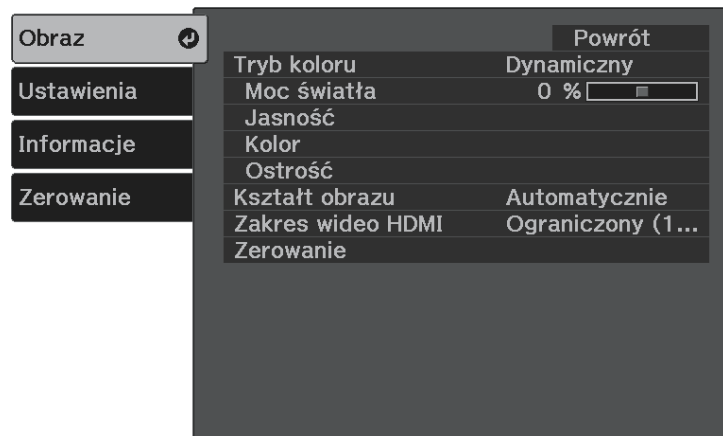 Obraz
Ustawienia
Informacje
Zerowanie
Powrót
Tryb koloru Dynamiczny
Moc światła 0 %
Jasność
Kolor
Ostrość
Kształt obrazu Automatycznie
Zakres wideo HDMI Ograniczony (1...
Zerowanie